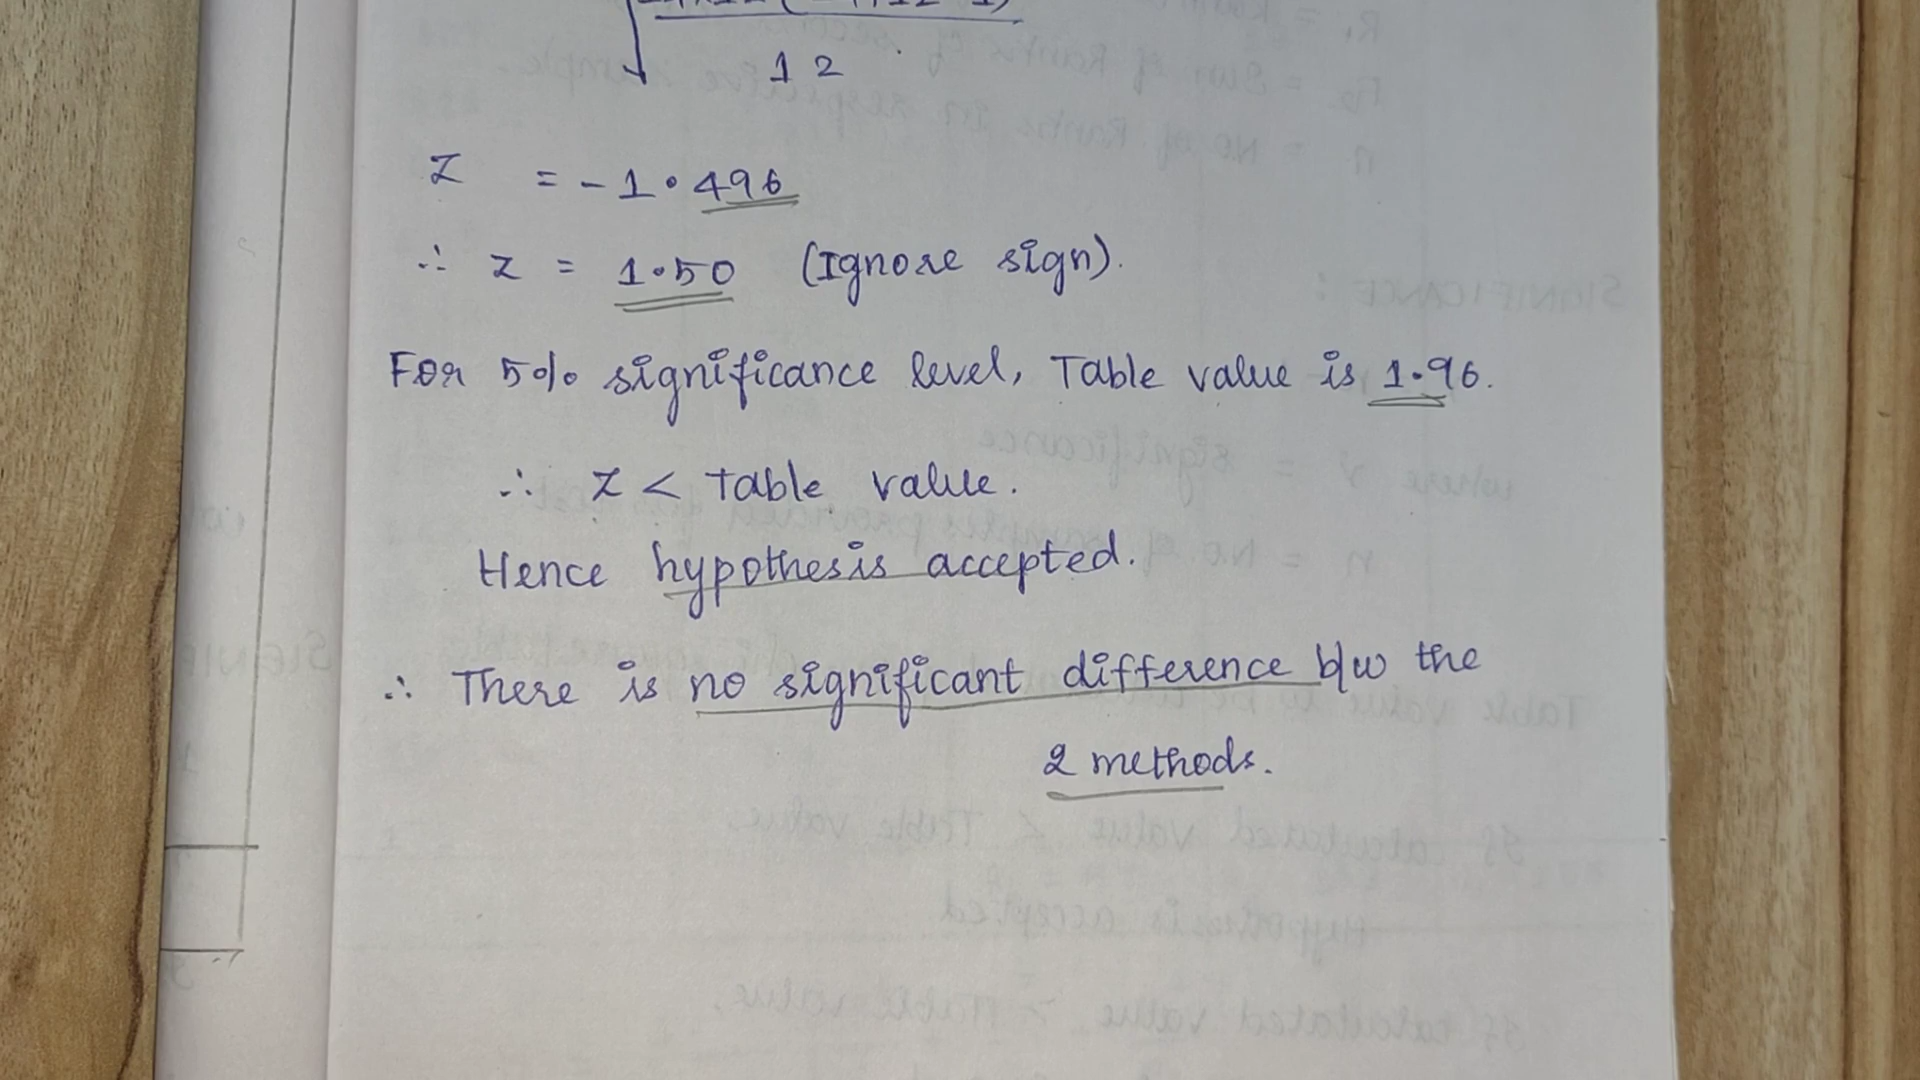 12
Z = -1.496
∴ z = 1.50 (Ignore sign).
For 5% significance level, Table value is 1.96.
∴ Z < Table value.
Hence hypothesis accepted.
∴ There is no significant difference b/w the
2 methods.